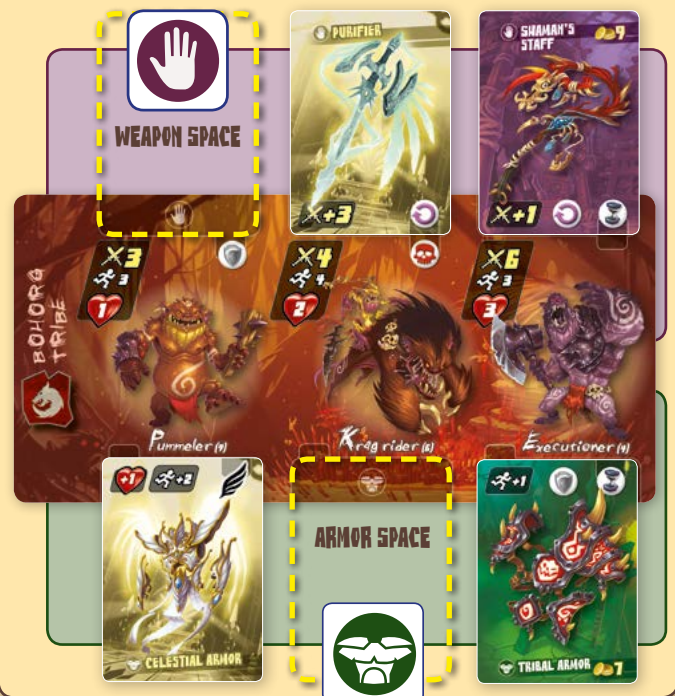 WEAPON SPACE
PURIFIER
+3
SHAMAN'S
STAFF
9
+1
BOHORG
TRIBE
3
3
1
Pummeler
4
4
2
Krag rider
6
3
3
Executioner
+1
+2
CELESTIAL ARMOR
ARMOR SPACE
+1
TRIBAL ARMOR 7